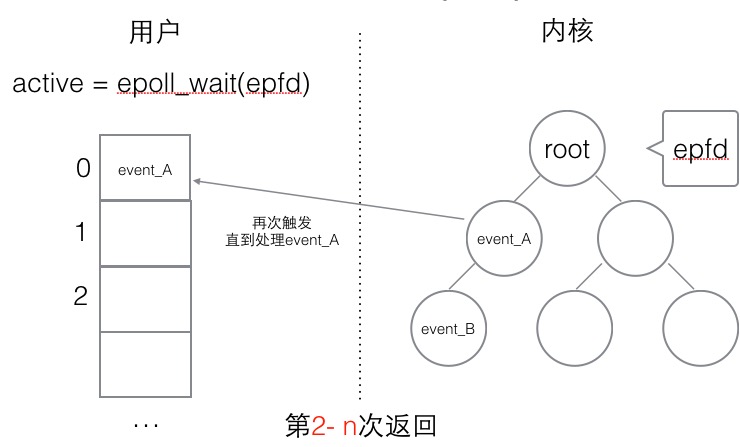 用户
内核
active = epoll_wait(epfd)
0
event_A
1
2
...
再次触发
直到处理event_A
root
epfd
event_A
event_B
第2- n次返回